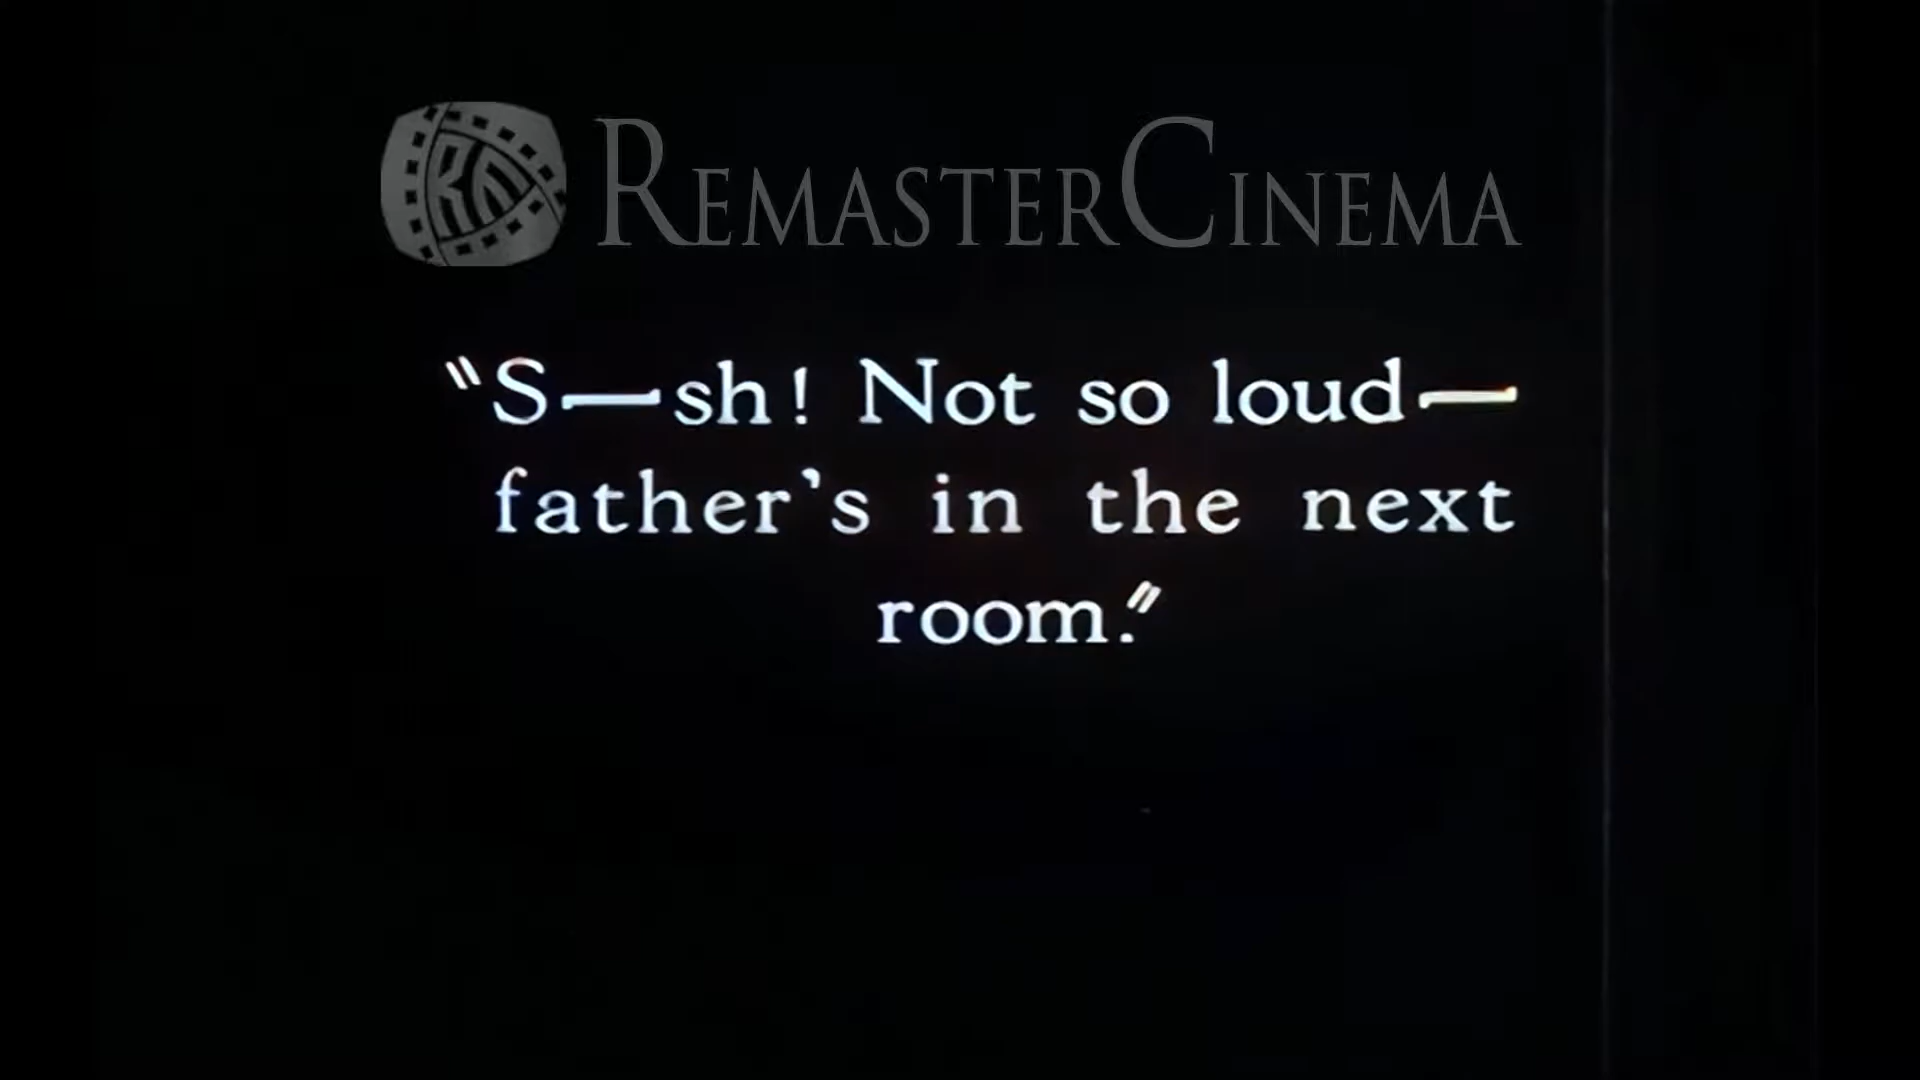 REMASTERCINEMA
"S—sh! Not so loud—
father's in the next
room."